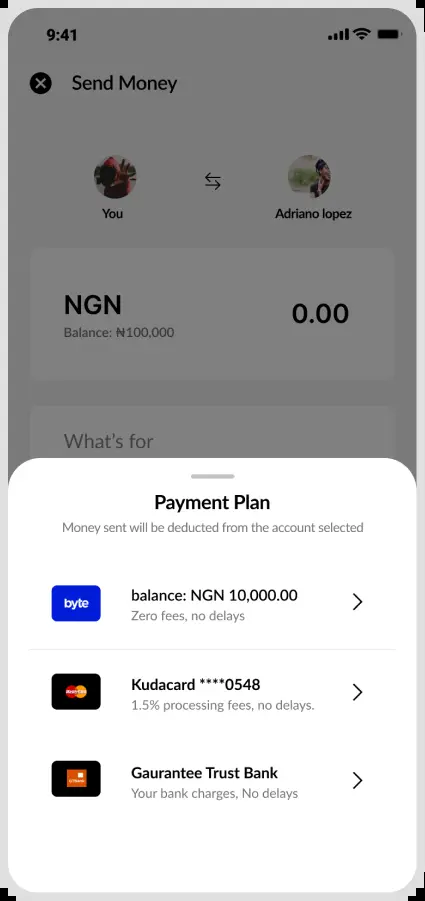 9:41
Send Money
You
Adriano lopez
NGN
0.00
Balance: ₦100,000
What's for
Payment Plan
Money sent will be deducted from the account selected
byte
balance: NGN 10,000.00
Zero fees, no delays
Kudacard ****0548
1.5% processing fees, no delays.
GTBank
Gaurantee Trust Bank
Your bank charges, No delays